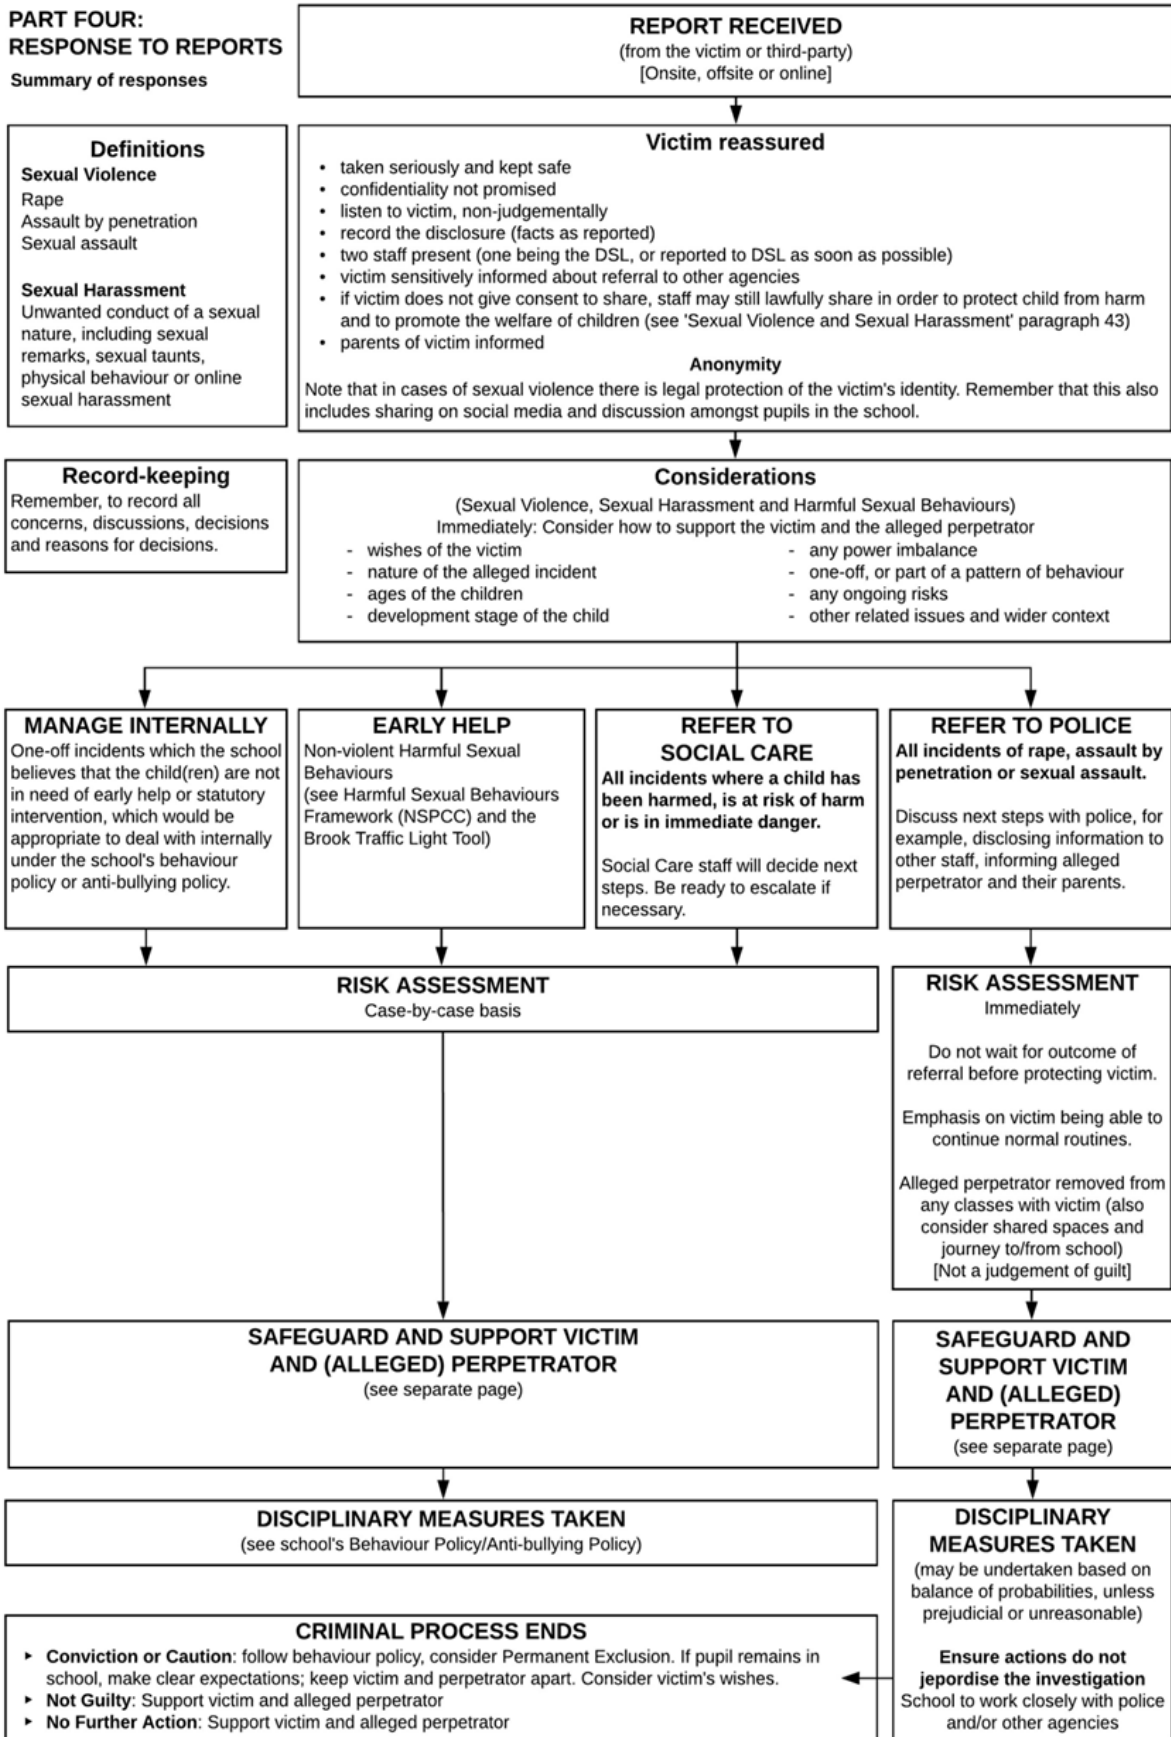 PART FOUR:
RESPONSE TO REPORTS
Summary of responses
REPORT RECEIVED
(from the victim or third-party)
[Onsite, offsite or online]
Definitions
Sexual Violence
Rape
Assault by penetration
Sexual assault
Sexual Harassment
Unwanted conduct of a sexual
nature, including sexual
remarks, sexual taunts,
physical behaviour or online
sexual harassment
Victim reassured
• taken seriously and kept safe
• confidentiality not promised
• listen to victim, non-judgementally
• record the disclosure (facts as reported)
• two staff present (one being the DSL, or reported to DSL as soon as possible)
• victim sensitively informed about referral to other agencies
• if victim does not give consent to share, staff may still lawfully share in order to protect child from harm
and to promote the welfare of children (see 'Sexual Violence and Sexual Harassment' paragraph 43)
• parents of victim informed
Anonymity
Note that in cases of sexual violence there is legal protection of the victim's identity. Remember that this also
includes sharing on social media and discussion amongst pupils in the school.
Record-keeping
Remember, to record all
concerns, discussions, decisions
and reasons for decisions.
Considerations
(Sexual Violence, Sexual Harassment and Harmful Sexual Behaviours)
Immediately: Consider how to support the victim and the alleged perpetrator
- wishes of the victim
- nature of the alleged incident
- ages of the children
- development stage of the child
- any power imbalance
- one-off, or part of a pattern of behaviour
- any ongoing risks
- other related issues and wider context
MANAGE INTERNALLY
One-off incidents which the school
believes that the child(ren) are not
in need of early help or statutory
intervention, which would be
appropriate to deal with internally
under the school's behaviour
policy or anti-bullying policy.
EARLY HELP
Non-violent Harmful Sexual
Behaviours
(see Harmful Sexual Behaviours
Framework (NSPCC) and the
Brook Traffic Light Tool)
REFER TO
SOCIAL CARE
All incidents where a child has
been harmed, is at risk of harm
or is in immediate danger.
Social Care staff will decide next
steps. Be ready to escalate if
necessary.
REFER TO POLICE
All incidents of rape, assault by
penetration or sexual assault.
Discuss next steps with police, for
example, disclosing information to
other staff, informing alleged
perpetrator and their parents.
RISK ASSESSMENT
Case-by-case basis
RISK ASSESSMENT
Immediately
Do not wait for outcome of
referral before protecting victim.
Emphasis on victim being able to
continue normal routines.
Alleged perpetrator removed from
any classes with victim (also
consider shared spaces and
journey to/from school)
[Not a judgement of guilt]
SAFEGUARD AND SUPPORT VICTIM
AND (ALLEGED) PERPETRATOR
(see separate page)
SAFEGUARD AND
SUPPORT VICTIM
AND (ALLEGED)
PERPETRATOR
(see separate page)
DISCIPLINARY MEASURES TAKEN
(see school's Behaviour Policy/Anti-bullying Policy)
DISCIPLINARY
MEASURES TAKEN
(may be undertaken based on
balance of probabilities, unless
prejudicial or unreasonable)
Ensure actions do not
jepordise the investigation
School to work closely with police
and/or other agencies
CRIMINAL PROCESS ENDS
▸ Conviction or Caution: follow behaviour policy, consider Permanent Exclusion. If pupil remains in
school, make clear expectations; keep victim and perpetrator apart. Consider victim's wishes.
▸ Not Guilty: Support victim and alleged perpetrator
▸ No Further Action: Support victim and alleged perpetrator